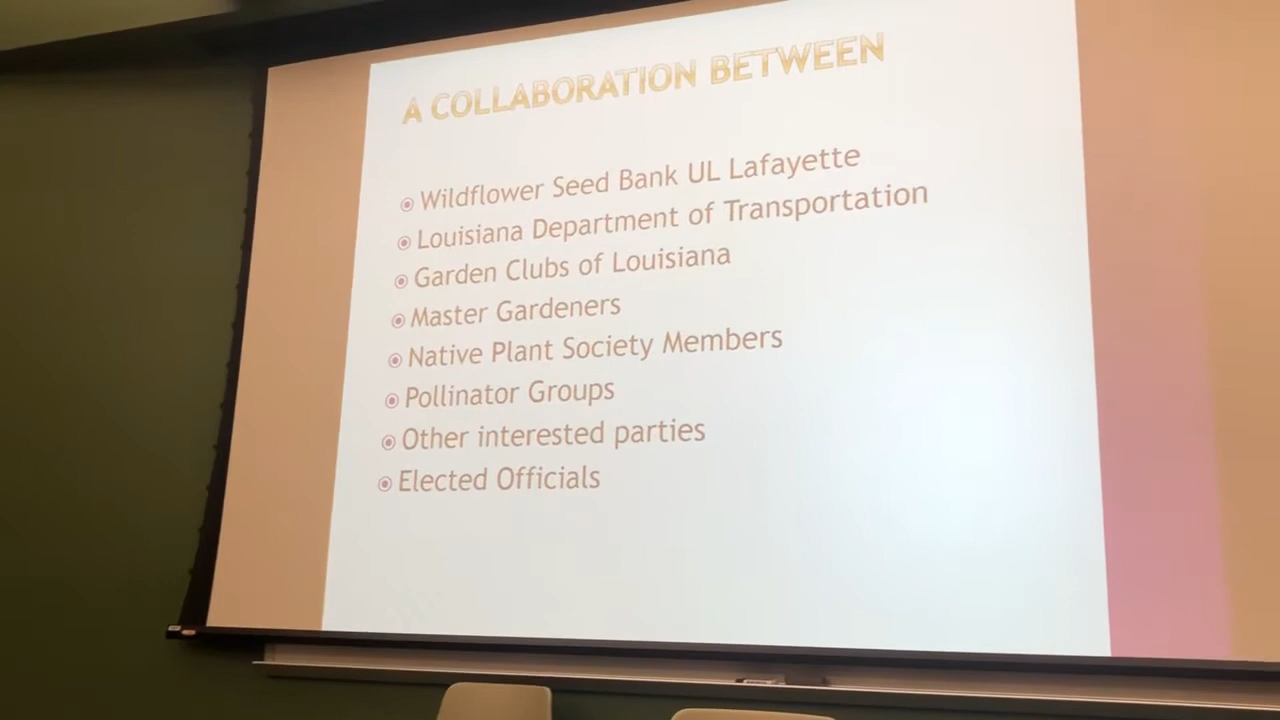 A COLLABORATION BETWEEN
Wildflower Seed Bank UL Lafayette
Louisiana Department of Transportation
Garden Clubs of Louisiana
Master Gardeners
Native Plant Society Members
Pollinator Groups
Other interested parties
Elected Officials